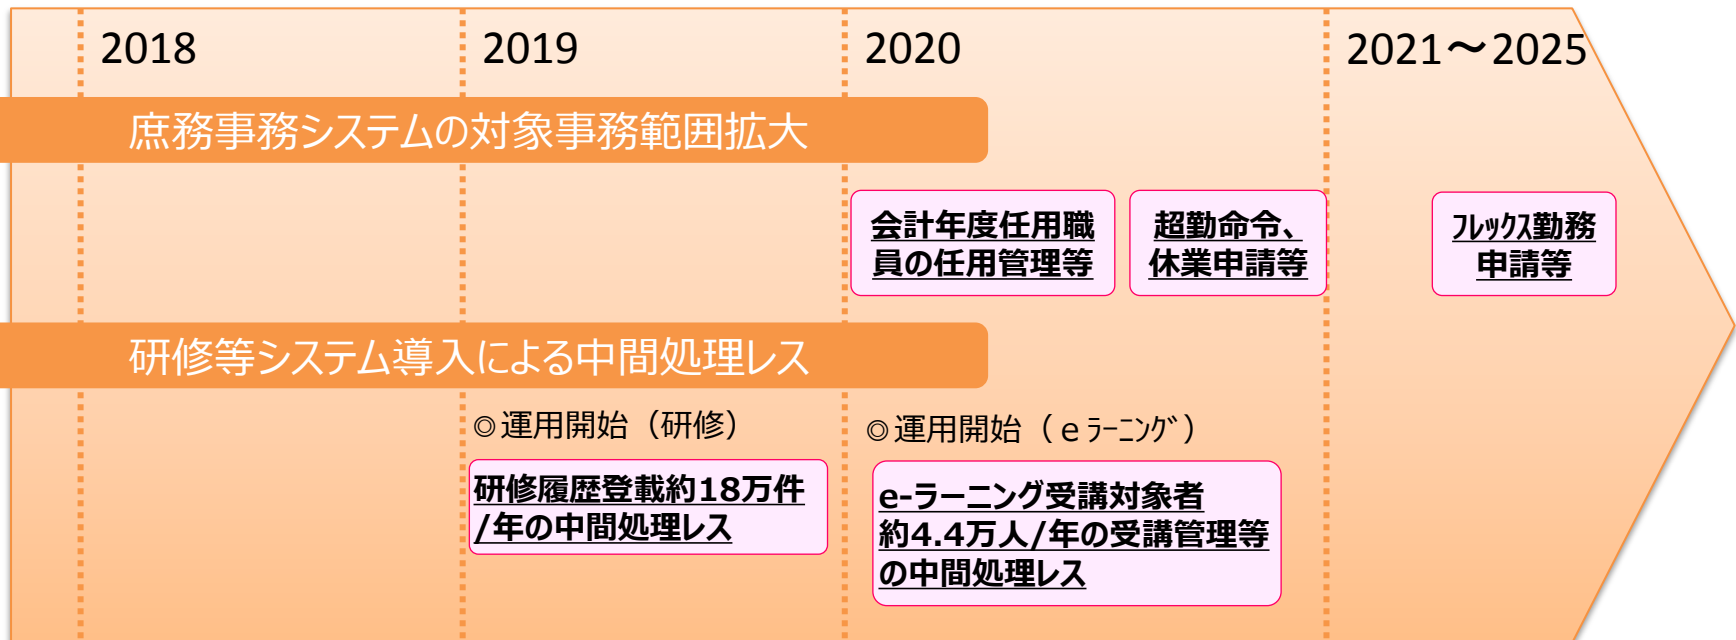 2018
2019
2020
2021～2025
庶務事務システムの対象事務範囲拡大
会計年度任用職
員の任用管理等
超勤命令、
休業申請等
ﾌﾚｯｸｽ勤務
申請等
研修等システム導入による中間処理レス
◎運用開始（研修）
研修履歴登載約18万件
/年の中間処理レス
◎運用開始（ｅﾗｰﾆﾝｸﾞ）
e-ラーニング受講対象者
約4.4万人/年の受講管理等
の中間処理レス